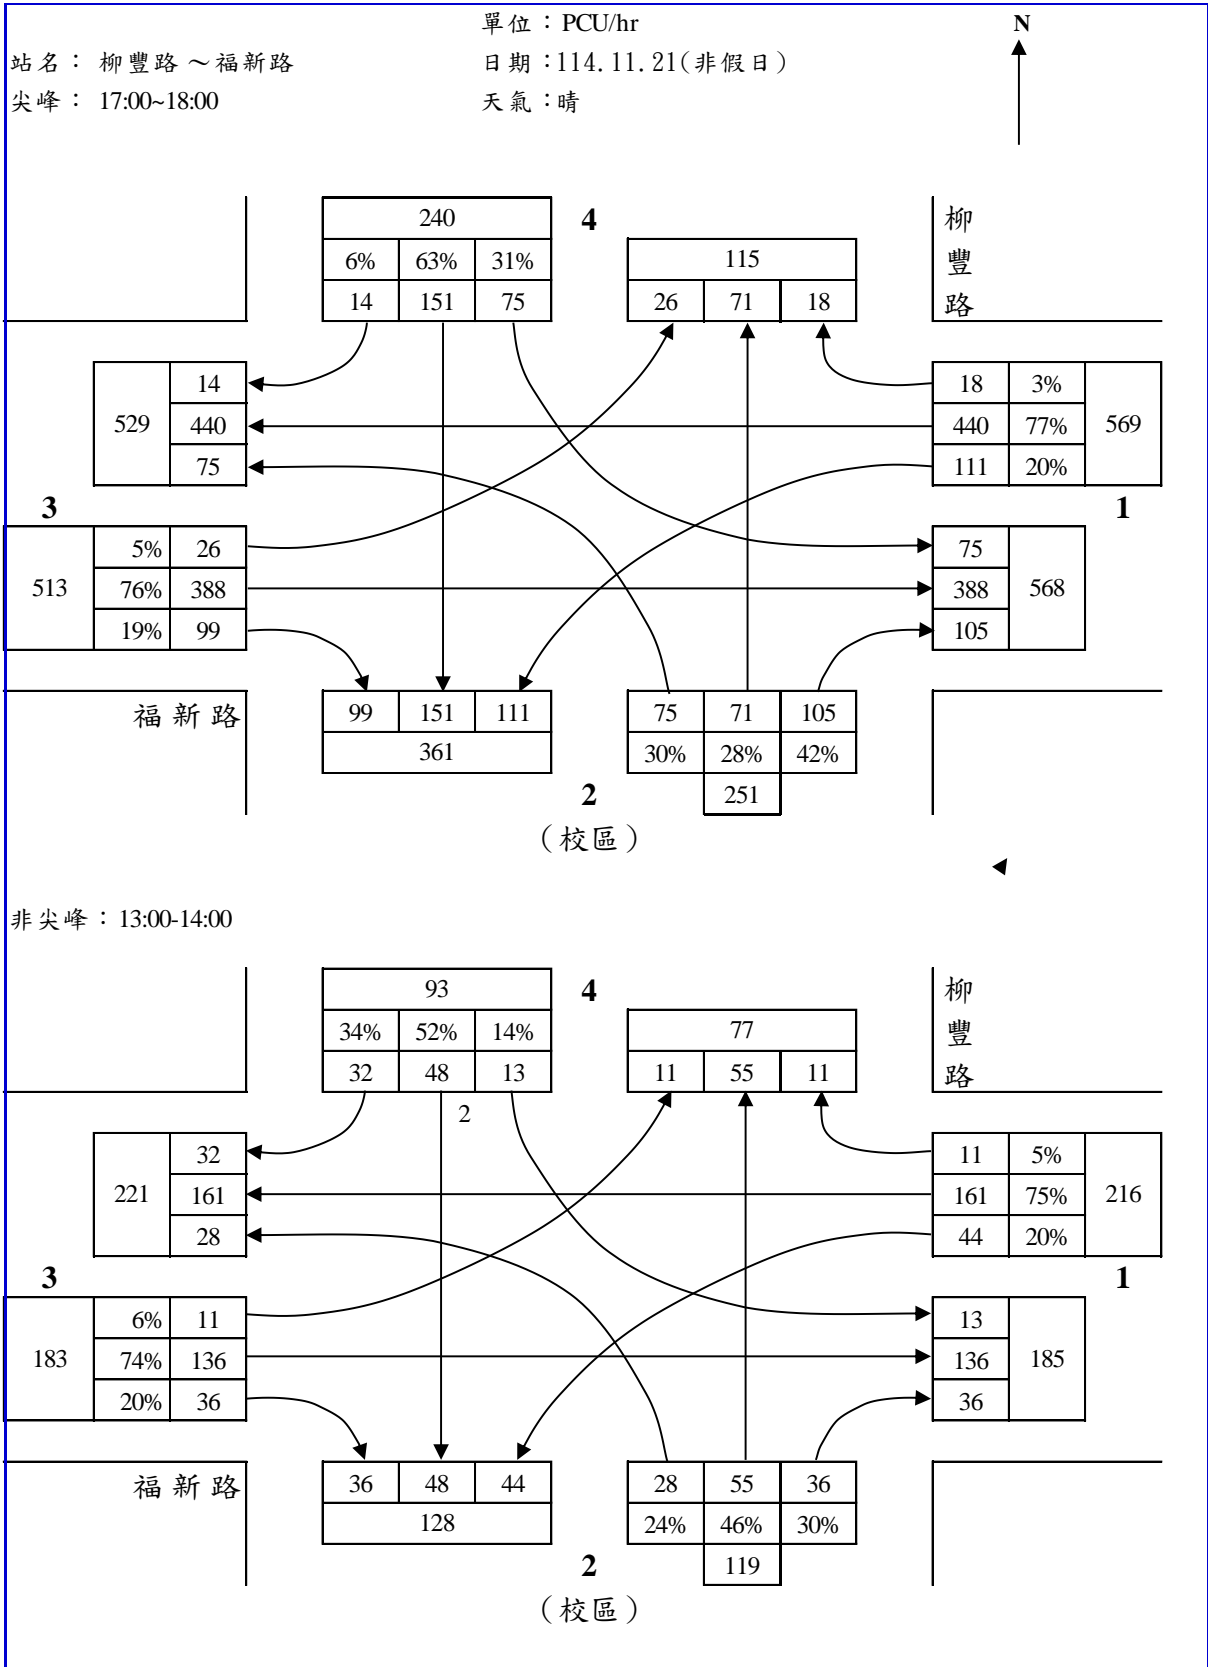 單位：PCU/hr
N
站名： 柳豐路～福新路
日期：114.11.21(非假日)
尖峰： 17:00~18:00
天氣：晴
240
4
柳豐路
6% 63% 31%
115
14 151 75
26 71 18
529
14
440
75
18 3%
440 77%
111 20%
569
3
1
513
5% 26
76% 388
19% 99
75
388
105
568
福新路
99 151 111
75 71 105
361
30% 28% 42%
2
251
（校區）
非尖峰：13:00-14:00
93
4
柳豐路
34% 52% 14%
77
32 48 13
11 55 11
2
221
32
161
28
11 5%
161 75%
44 20%
216
3
1
183
6% 11
74% 136
20% 36
13
136
36
185
福新路
36 48 44
28 55 36
128
24% 46% 30%
2
119
（校區）